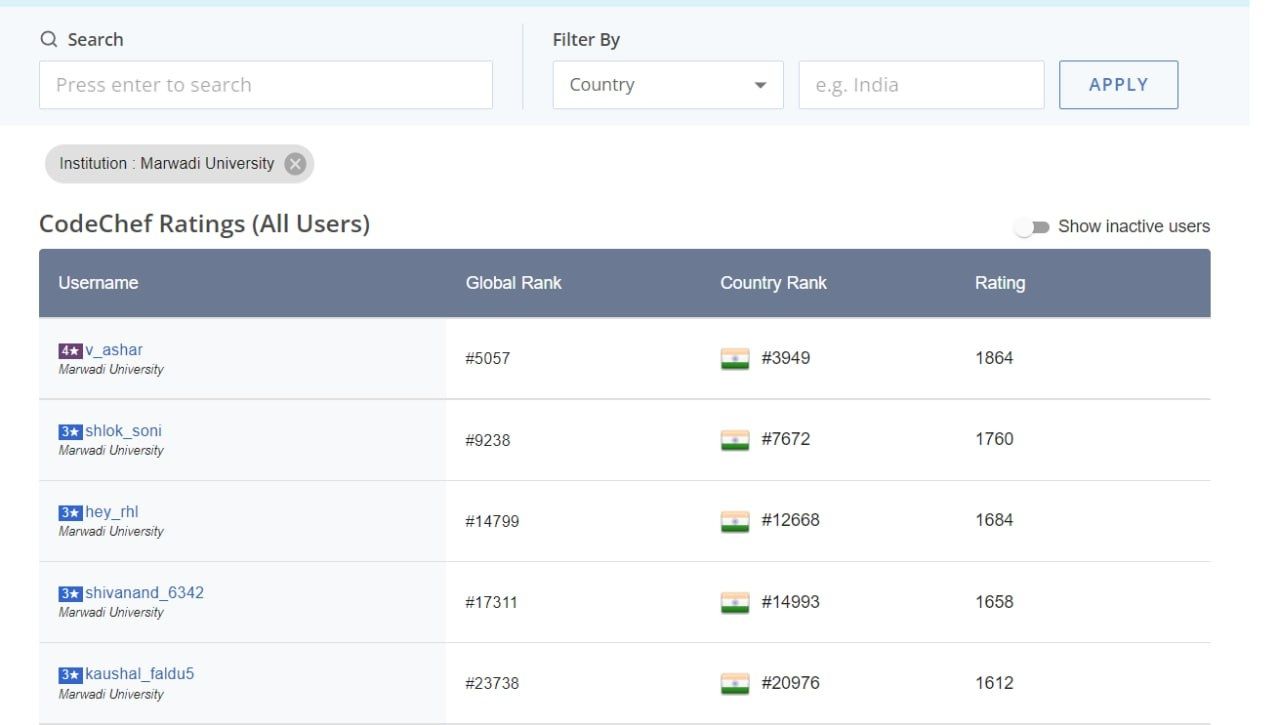 Search
Filter By
Press enter to search
Country
e.g. India
APPLY
Institution : Marwadi University
CodeChef Ratings (All Users)
Show inactive users
Username Global Rank Country Rank Rating
4★ v_ashar #5057 #3949 1864
Marwadi University
3★ shlok_soni #9238 #7672 1760
Marwadi University
3★ hey_rhl #14799 #12668 1684
Marwadi University
3★ shivanand_6342 #17311 #14993 1658
Marwadi University
3★ kaushal_faldu5 #23738 #20976 1612
Marwadi University